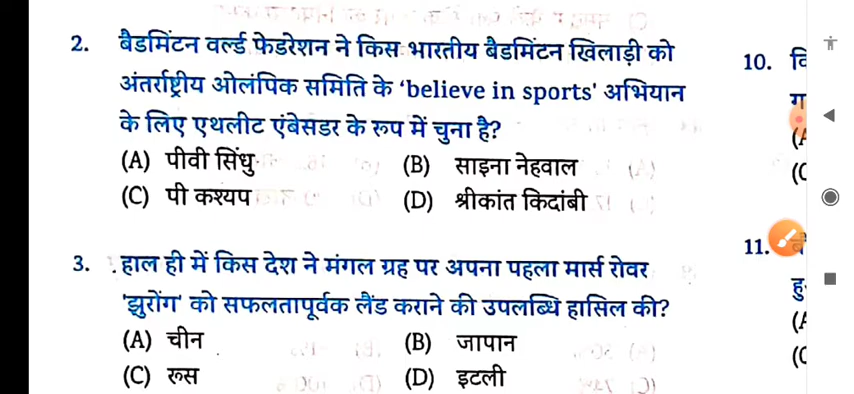 2. बैडमिंटन वर्ल्ड फेडरेशन ने किस भारतीय बैडमिंटन खिलाड़ी को
अंतर्राष्ट्रीय ओलंपिक समिति के ‘believe in sports' अभियान
के लिए एथलीट एंबेसडर के रूप में चुना है?
(A) पीवी सिंधु (B) साइना नेहवाल
(C) पी कश्यप (D) श्रीकांत किदांबी
3. हाल ही में किस देश ने मंगल ग्रह पर अपना पहला मार्स रोवर
'झुरोंग' को सफलतापूर्वक लैंड कराने की उपलब्धि हासिल की?
(A) चीन (B) जापान
(C) रूस (D) इटली
10.
11.